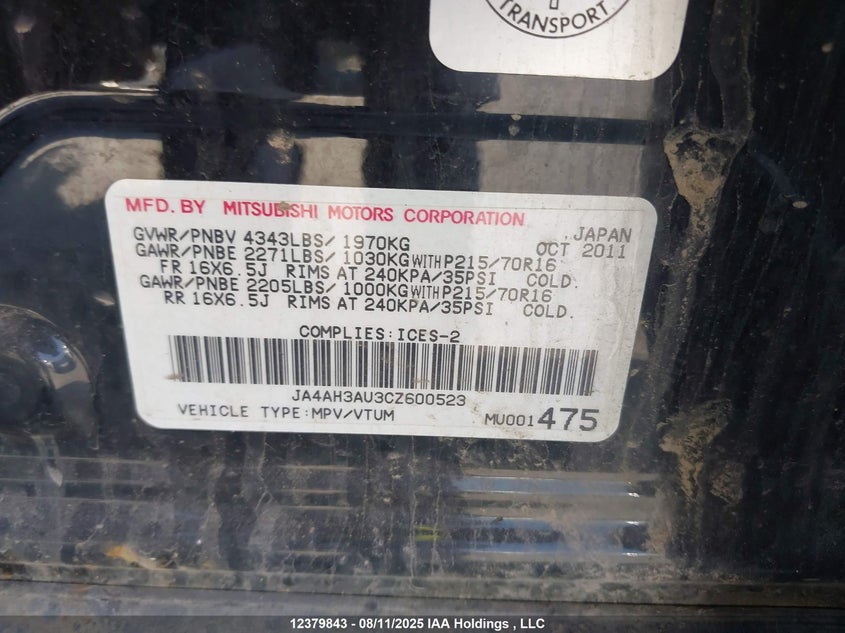 TRANSPORT
MFD. BY MITSUBISHI MOTORS CORPORATION
GVWR/PNBV 4343LBS/ 1970KG JAPAN
GAWR/PNBE 2271LBS/ 1030KG WITH P215/70R16 OCT 2011
FR 16X6.5J RIMS AT 240KPA/35PSI COLD.
GAWR/PNBE 2205LBS/ 1000KG WITH P215/70R16
RR 16X6.5J RIMS AT 240KPA/35PSI COLD.
COMPLIES:ICES-2
JA4AH3AU3CZ600523
VEHICLE TYPE:MPV/VTUM MU001475
12379843 - 08/11/2025 IAA Holdings , LLC